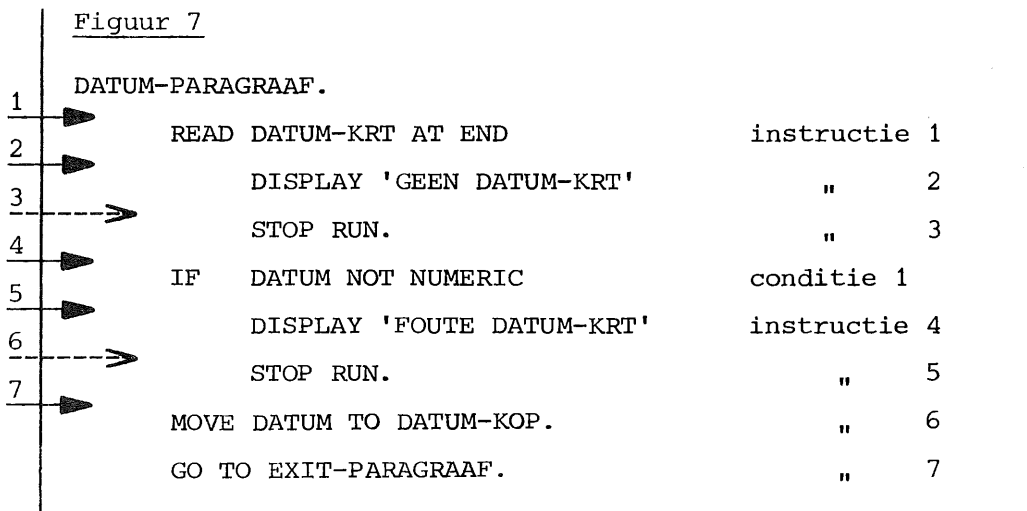 Figuur 7
DATUM-PARAGRAAF.
1
READ DATUM-KRT AT END instructie 1
2
DISPLAY 'GEEN DATUM-KRT' " 2
3
STOP RUN. " 3
4
IF DATUM NOT NUMERIC conditie 1
5
DISPLAY 'FOUTE DATUM-KRT' instructie 4
6
STOP RUN. " 5
7
MOVE DATUM TO DATUM-KOP. " 6
GO TO EXIT-PARAGRAAF. " 7